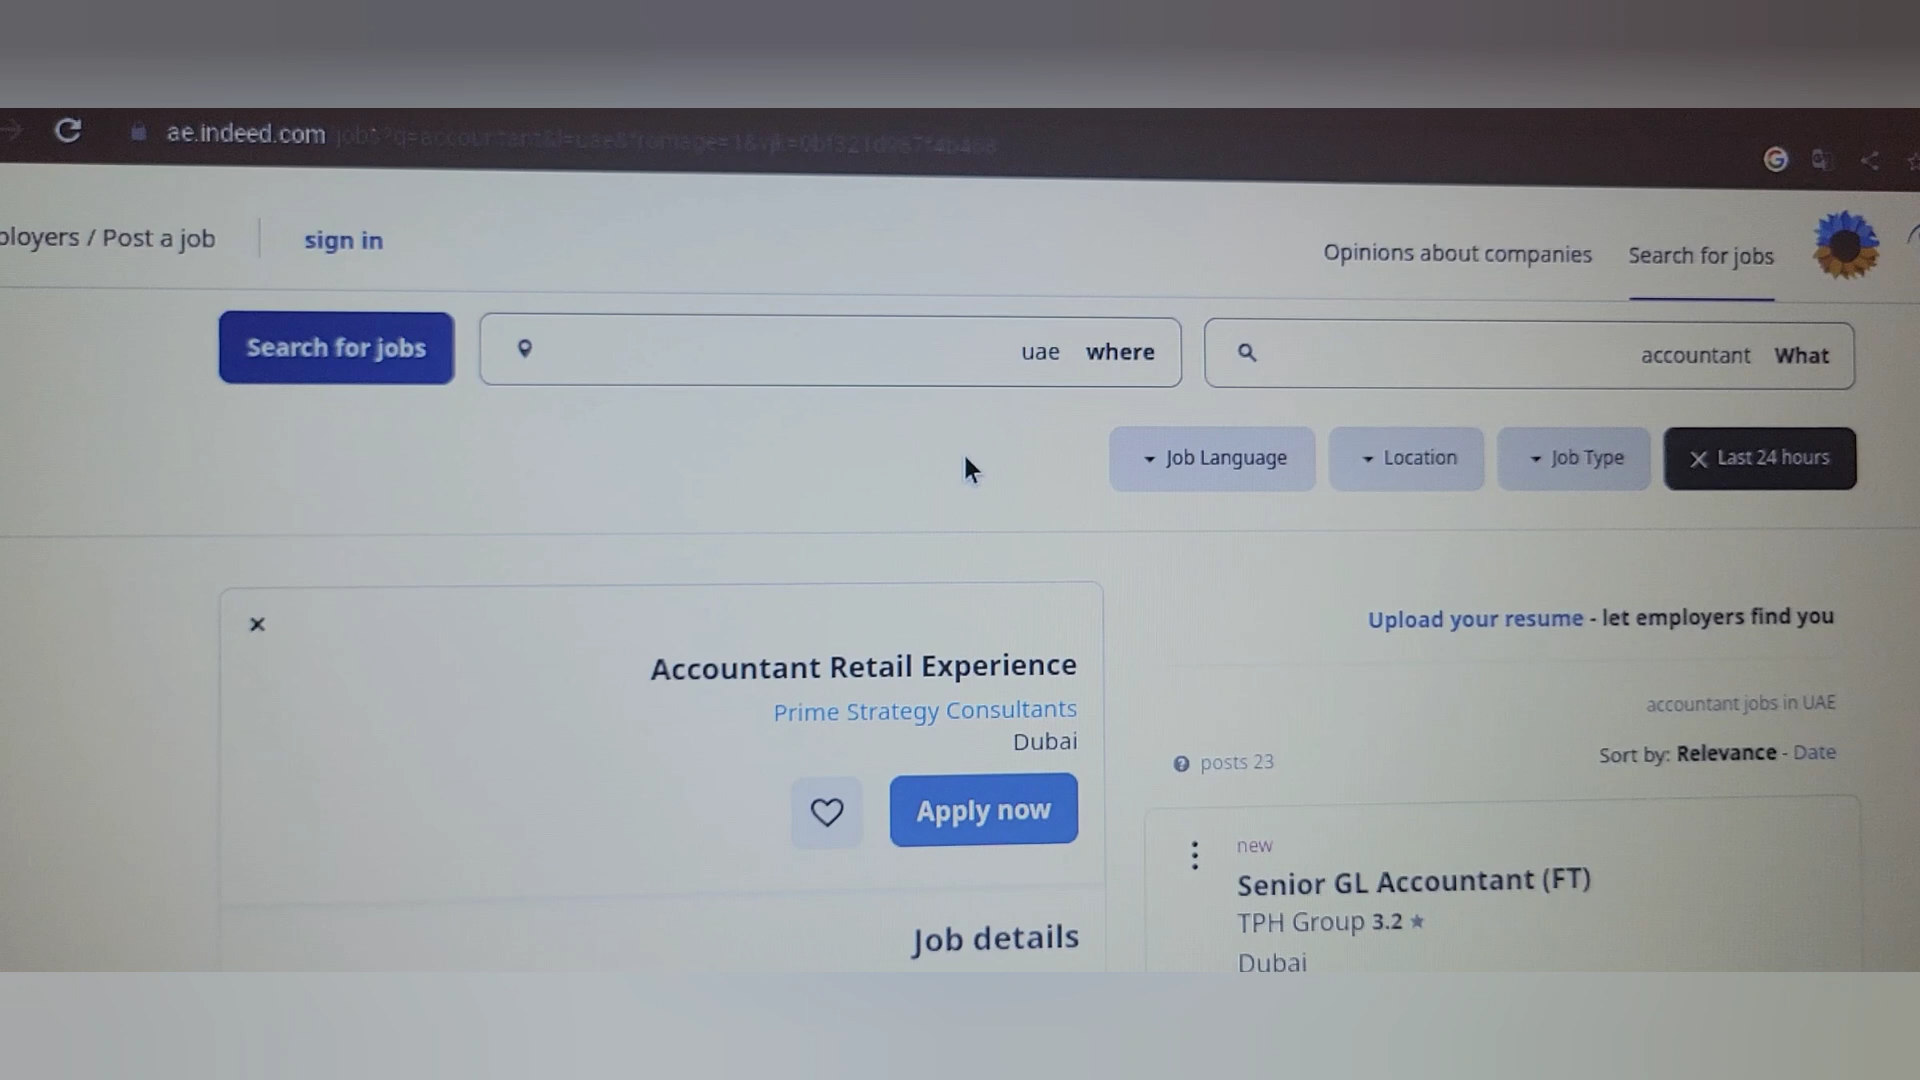 ae.indeed.com
ployers / Post a job
sign in
Opinions about companies
Search for jobs
Search for jobs
uae where
accountant What
Job Language
Location
Job Type
Last 24 hours
Accountant Retail Experience
Prime Strategy Consultants
Dubai
Apply now
Job details
Upload your resume - let employers find you
accountant jobs in UAE
Sort by: Relevance - Date
posts 23
new
Senior GL Accountant (FT)
TPH Group 3.2
Dubai